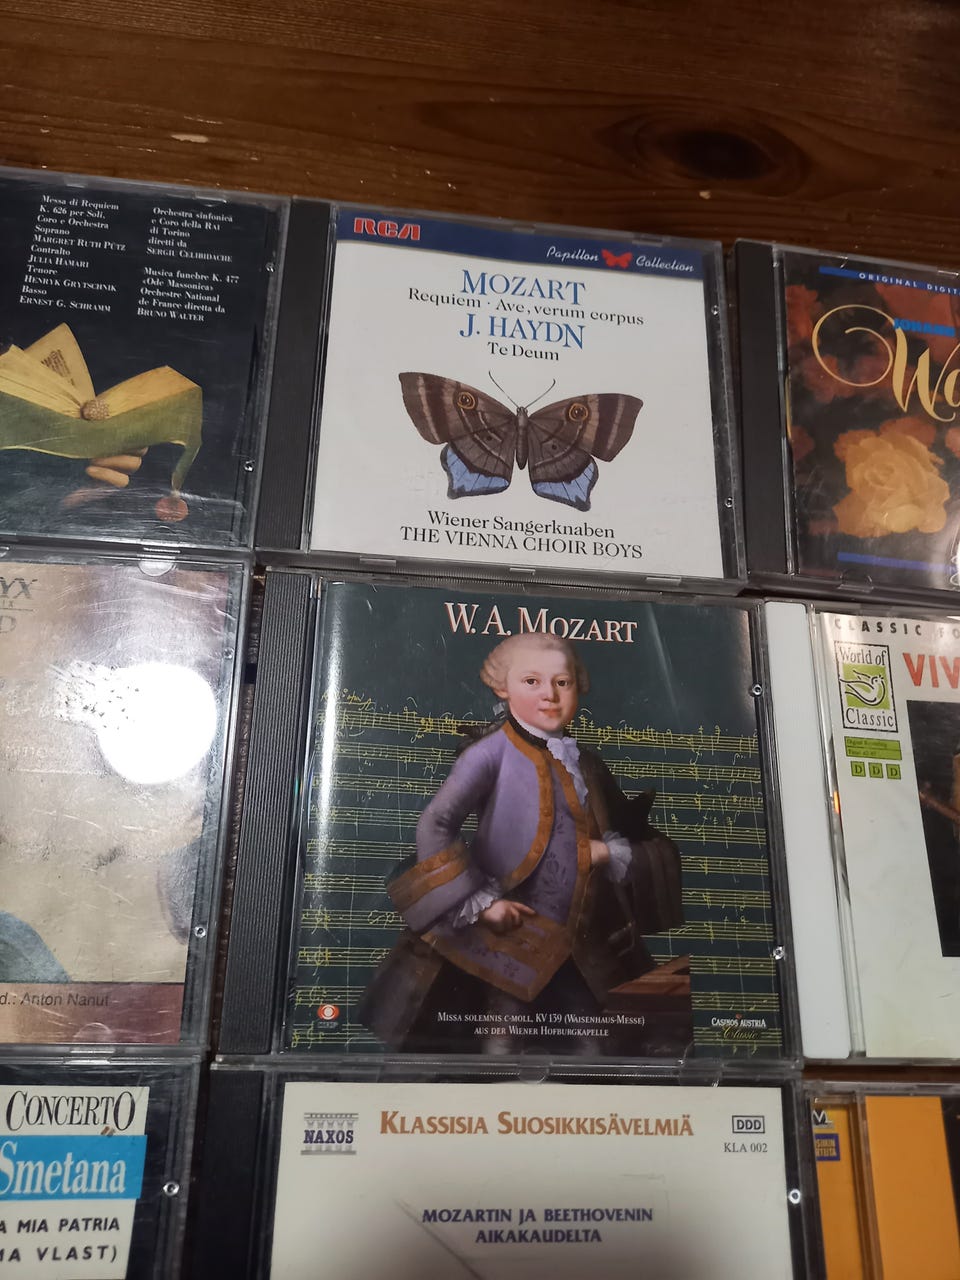 Messa di Requiem
K. 626 per Soli,
Coro e Orchestra
Soprano
MARGRET RUTH PÜTZ
Contralto
JULIA HAMARI
Tenore
HENRYK GRYTSCHNIK
Basso
ERNEST G. SCHRAMM
Orchestra sinfonica
e Coro della RAI
di Torino
diretti da
SERGIU CELIBIDACHE
Musica funebre K. 477
«Ode Massonica»
Orchestre National
de France diretta da
BRUNO WALTER
RCA
Papillon Collection
MOZART
Requiem · Ave, verum corpus
J. HAYDN
Te Deum
Wiener Sangerknaben
THE VIENNA CHOIR BOYS
ORIGINAL DIGIT
Wa
YX
D
d.: Anton Nanut
W. A. MOZART
MISSA SOLEMNIS C-MOLL, KV 139 (WAISENHAUS-MESSE)
AUS DER WIENER HOFBURGKAPELLE
CASINOS AUSTRIA
Classic
CLASSIC FO
World of
Classic
VIV
D D D
CONCERTO
Smetana
A MIA PATRIA
MA VLAST)
NAXOS
KLASSISIA SUOSIKKISÄVELMIÄ
DDD
KLA 002
MOZARTIN JA BEETHOVENIN
AIKAKAUDELTA